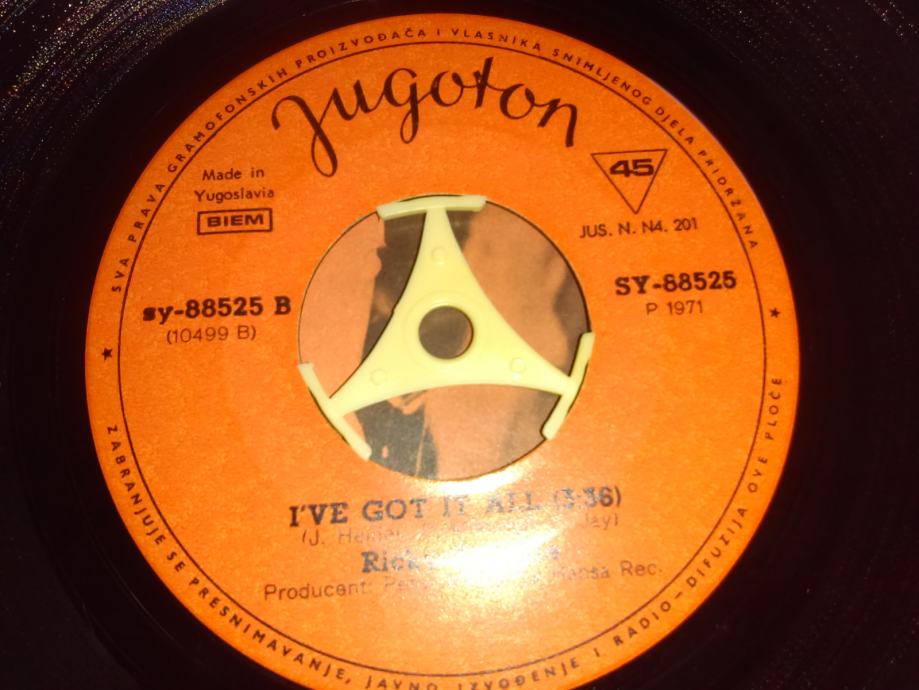 SVA PRAVA GRAMOFONSKIH PROIZVOĐAČA I VLASNIKA SNIMLJENOG DJELA PRIDRŽANA
Jugoton
Made in
Yugoslavia
BIEM
45
JUS. N. N4. 201
sy-88525 B
(10499 B)
SY-88525
P 1971
I'VE GOT IT ALL (3:36)
(J.
Producent: Hansa Rec.
ZABRANJUJE SE PRESNIMAVANJE, JAVNO IZVOĐENJE I RADIO-DIFUZIJA OVE PLOČE